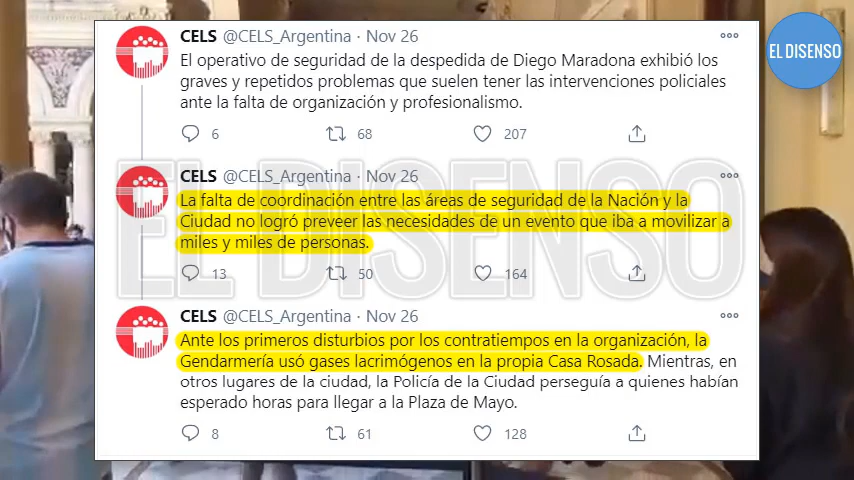 CELS @CELS_Argentina · Nov 26
El operativo de seguridad de la despedida de Diego Maradona exhibió los
graves y repetidos problemas que suelen tener las intervenciones policiales
ante la falta de organización y profesionalismo.
6 68 207
EL DISENSO
CELS @CELS_Argentina · Nov 26
La falta de coordinación entre las áreas de seguridad de la Nación y la
Ciudad no logró preveer las necesidades de un evento que iba a movilizar a
miles y miles de personas.
13 50 164
EL DISENSO
CELS @CELS_Argentina · Nov 26
Ante los primeros disturbios por los contratiempos en la organización, la
Gendarmería usó gases lacrimógenos en la propia Casa Rosada. Mientras, en
otros lugares de la ciudad, la Policía de la Ciudad perseguía a quienes habían
esperado horas para llegar a la Plaza de Mayo.
8 61 128